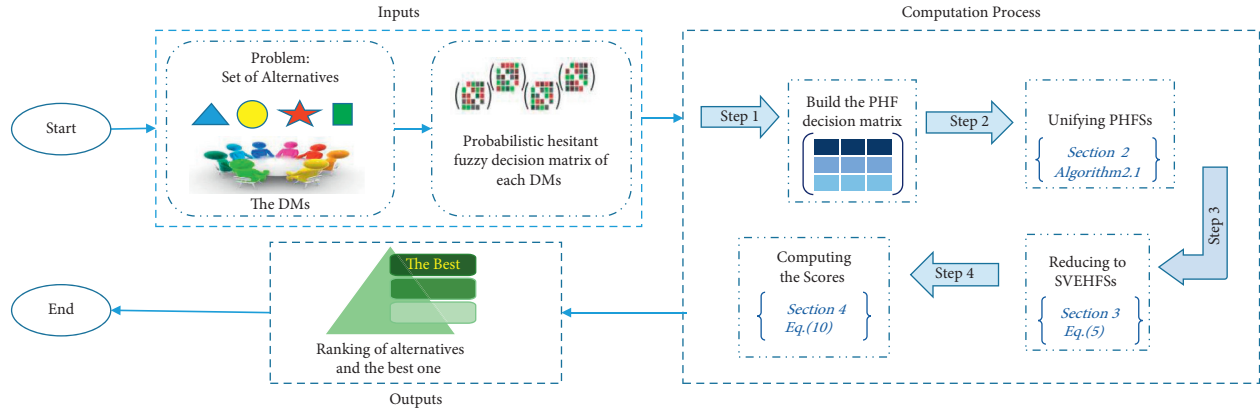 Inputs
Computation Process
Start
Problem:
Set of Alternatives
The DMs
Probabilistic hesitant
fuzzy decision matrix of
each DMs
Step 1
Build the PHF
decision matrix
Step 2
Unifying PHFSs
Section 2
Algorithm2.1
Step 3
Reducing to
SVEHFSs
Section 3
Eq.(5)
Step 4
Computing
the Scores
Section 4
Eq.(10)
The Best
Ranking of alternatives
and the best one
Outputs
End